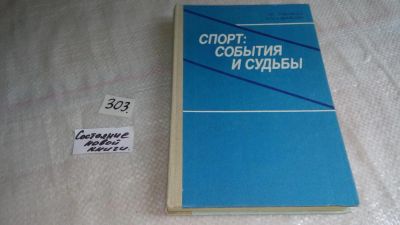 СПОРТ:
СОБЫТИЯ
И СУДЬБЫ
303.
Состояние
новой
книги.